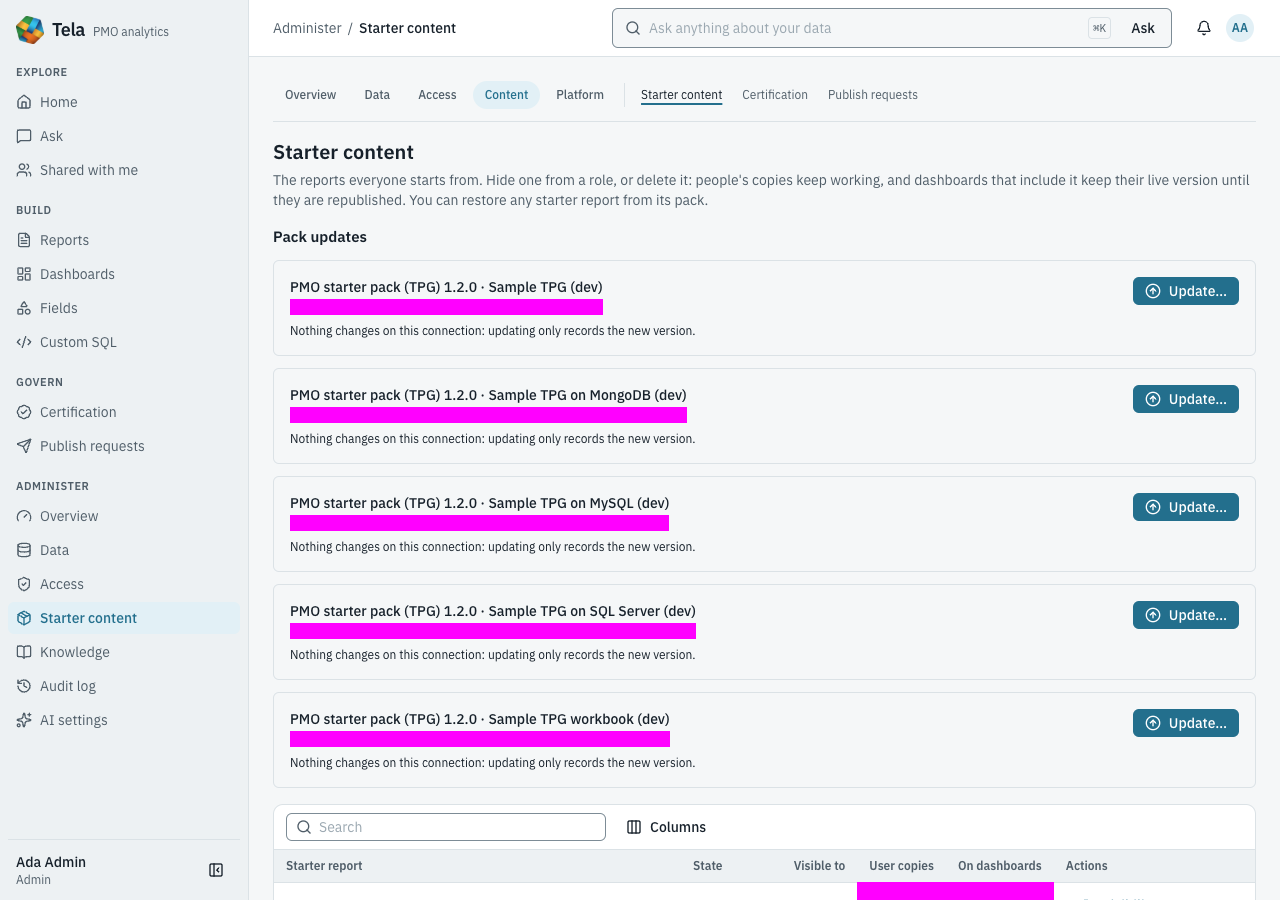 Tela PMO analytics
EXPLORE
Home
Ask
Shared with me
BUILD
Reports
Dashboards
Fields
Custom SQL
GOVERN
Certification
Publish requests
ADMINISTER
Overview
Data
Access
Starter content
Knowledge
Audit log
AI settings
Ada Admin
Admin
Administer / Starter content
Ask anything about your data
⌘K
Ask
AA
Overview
Data
Access
Content
Platform
Starter content
Certification
Publish requests
Starter content
The reports everyone starts from. Hide one from a role, or delete it: people's copies keep working, and dashboards that include it keep their live version until
they are republished. You can restore any starter report from its pack.
Pack updates
PMO starter pack (TPG) 1.2.0 · Sample TPG (dev)
Update...
Nothing changes on this connection: updating only records the new version.
PMO starter pack (TPG) 1.2.0 · Sample TPG on MongoDB (dev)
Update...
Nothing changes on this connection: updating only records the new version.
PMO starter pack (TPG) 1.2.0 · Sample TPG on MySQL (dev)
Update...
Nothing changes on this connection: updating only records the new version.
PMO starter pack (TPG) 1.2.0 · Sample TPG on SQL Server (dev)
Update...
Nothing changes on this connection: updating only records the new version.
PMO starter pack (TPG) 1.2.0 · Sample TPG workbook (dev)
Update...
Nothing changes on this connection: updating only records the new version.
Search
Columns
Starter report
State
Visible to
User copies
On dashboards
Actions